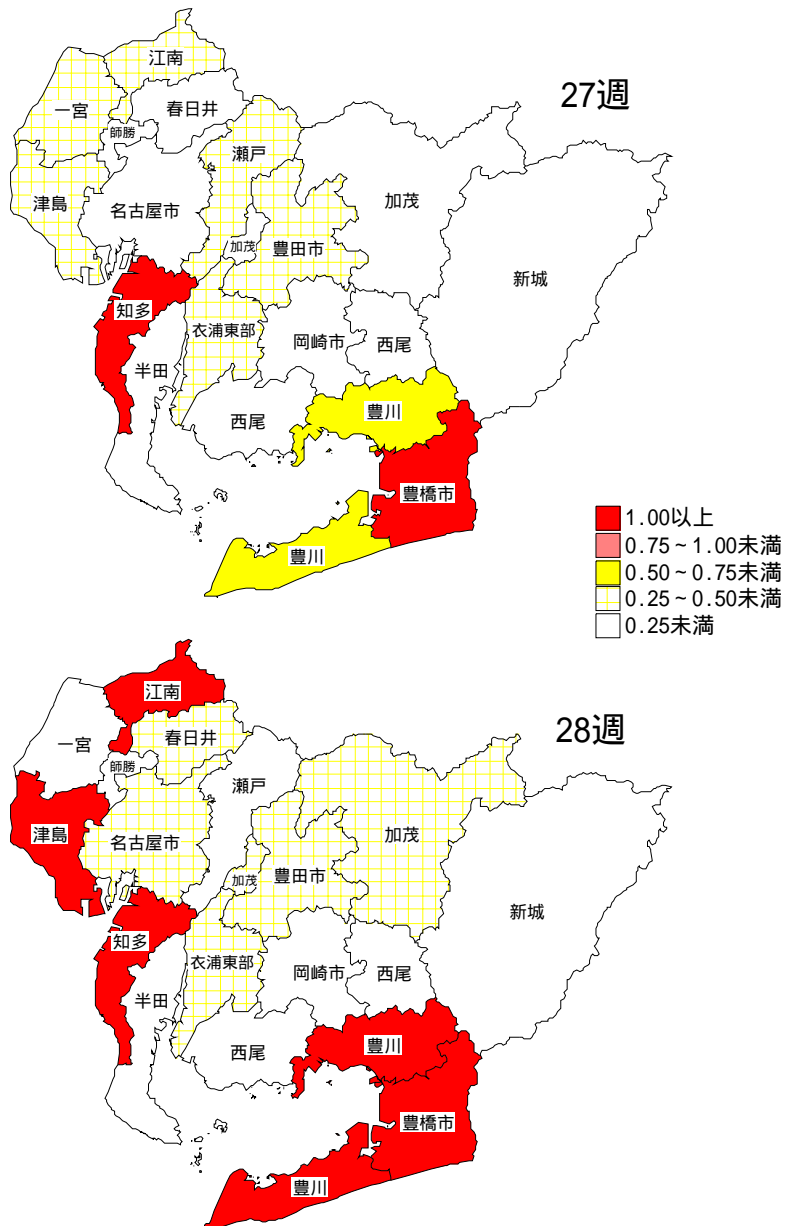 27週
江南
一宮
春日井
師勝
瀬戸
津島
名古屋市
加茂
加茂
豊田市
新城
知多
衣浦東部
岡崎市
西尾
半田
西尾
豊川
豊橋市
豊川
1.00以上
0.75~1.00未満
0.50~0.75未満
0.25~0.50未満
0.25未満
28週
江南
一宮
春日井
師勝
瀬戸
津島
名古屋市
加茂
加茂
豊田市
新城
知多
衣浦東部
岡崎市
西尾
半田
西尾
豊川
豊橋市
豊川